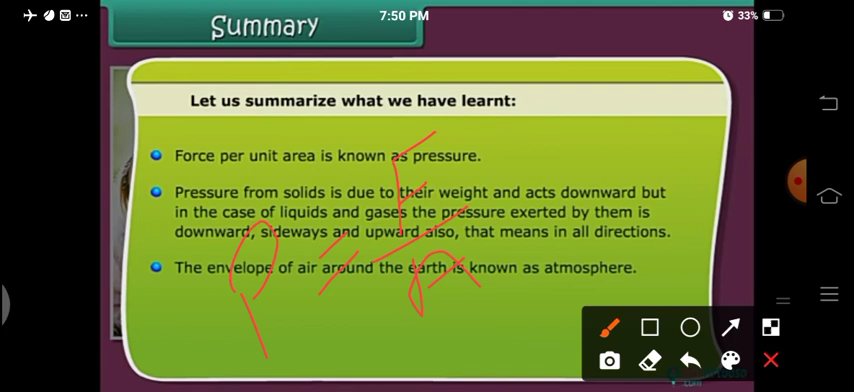 Summary
7:50 PM
33%
Let us summarize what we have learnt:
Force per unit area is known as pressure.
Pressure from solids is due to their weight and acts downward but
in the case of liquids and gases the pressure exerted by them is
downward, sideways and upward also, that means in all directions.
The envelope of air around the earth is known as atmosphere.
P = F
A